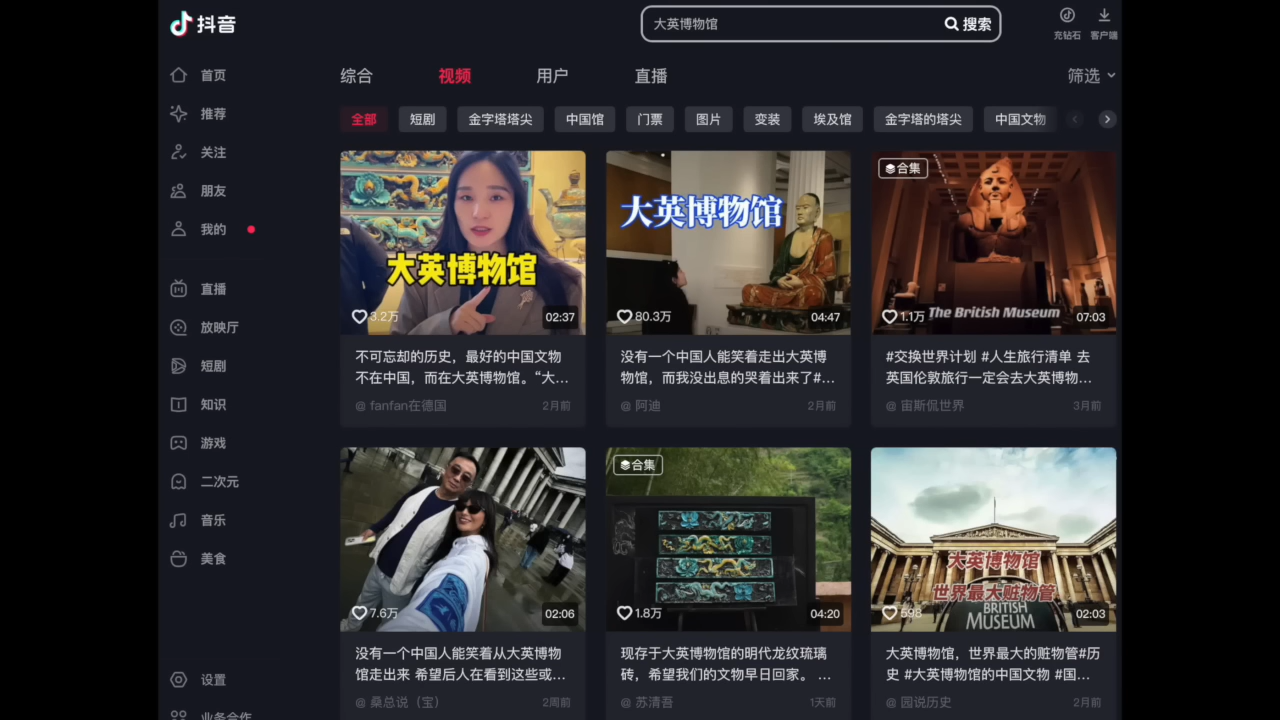 抖音
大英博物馆
搜索
充钻石
客户端
首页
推荐
关注
朋友
我的
直播
放映厅
短剧
知识
游戏
二次元
音乐
美食
设置
业务合作
综合
视频
用户
直播
筛选
全部
短剧
金字塔塔尖
中国馆
门票
图片
变装
埃及馆
金字塔的塔尖
中国文物
大英博物馆
3.2万
02:37
不可忘却的历史，最好的中国文物
不在中国，而在大英博物馆。“大...
@ fanfan在德国
2月前
大英博物馆
80.3万
04:47
没有一个中国人能笑着走出大英博
物馆，而我没出息的哭着出来了#...
@ 阿迪
2月前
合集
The British Museum
1.1万
07:03
#交换世界计划 #人生旅行清单 去
英国伦敦旅行一定会去大英博物...
@ 宙斯侃世界
3月前
7.6万
02:06
没有一个中国人能笑着从大英博物
馆走出来 希望后人在看到这些或...
@ 桑总说（宝）
2周前
合集
1.8万
04:20
现存于大英博物馆的明代龙纹琉璃
砖，希望我们的文物早日回家。 ...
@ 苏清吾
1天前
大英博物馆
世界最大赃物管
BRITISH
MUSEUM
598
02:03
大英博物馆，世界最大的赃物管#历
史 #大英博物馆的中国文物 #国...
@ 园说历史
2月前